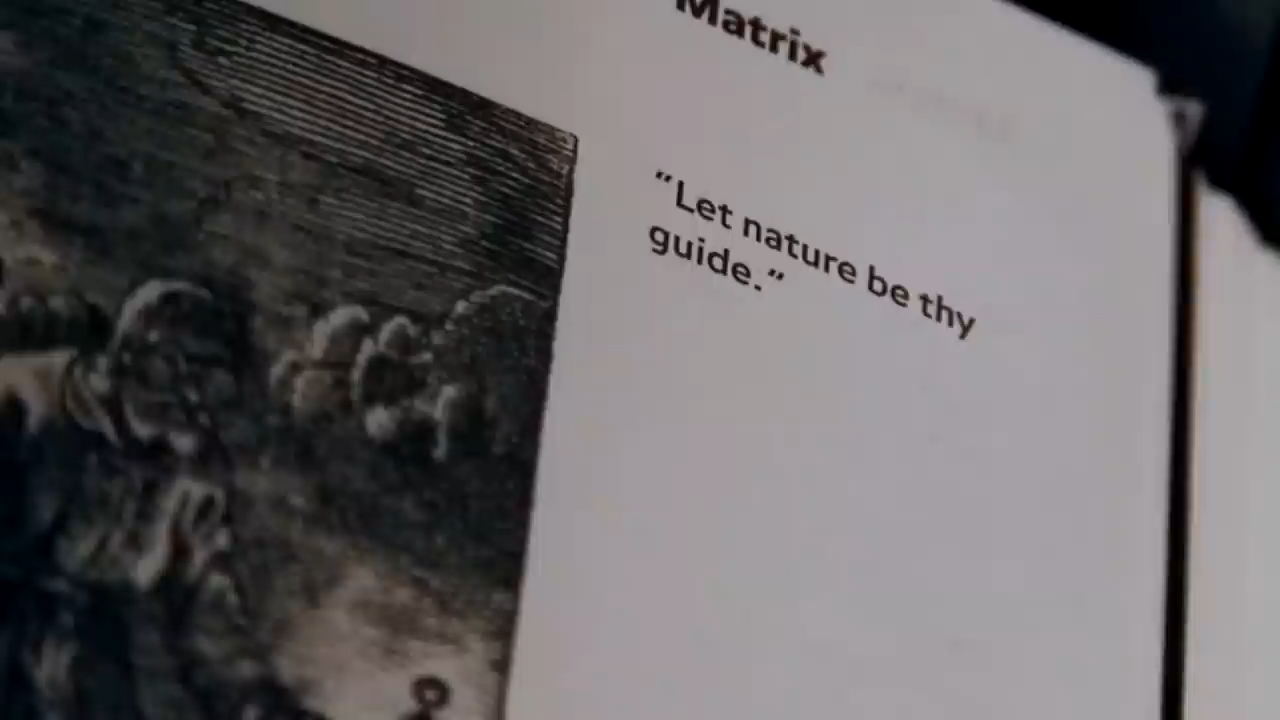 Matrix
“Let nature be thy
guide.”